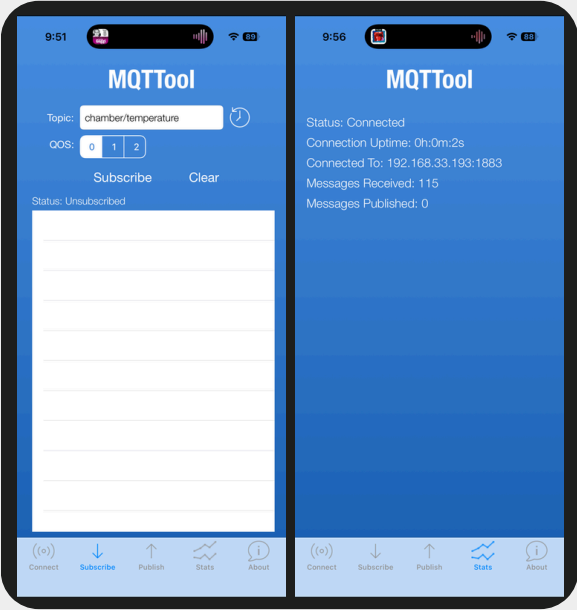 9:51
89
MQTTool
Topic: chamber/temperature
QOS: 0 1 2
Subscribe Clear
Status: Unsubscribed
Connect Subscribe Publish Stats About
9:56
88
MQTTool
Status: Connected
Connection Uptime: 0h:0m:2s
Connected To: 192.168.33.193:1883
Messages Received: 115
Messages Published: 0
Connect Subscribe Publish Stats About